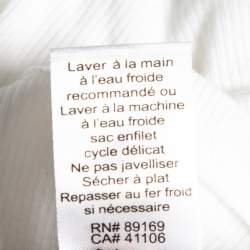 Laver à la main
à l'eau froide
recommandé ou
Laver à la machine
à l'eau froide
sac enfilet
cycle délicat
Ne pas javelliser
Sécher à plat
Repasser au fer froid
si nécessaire
RN# 89169
CA# 41106